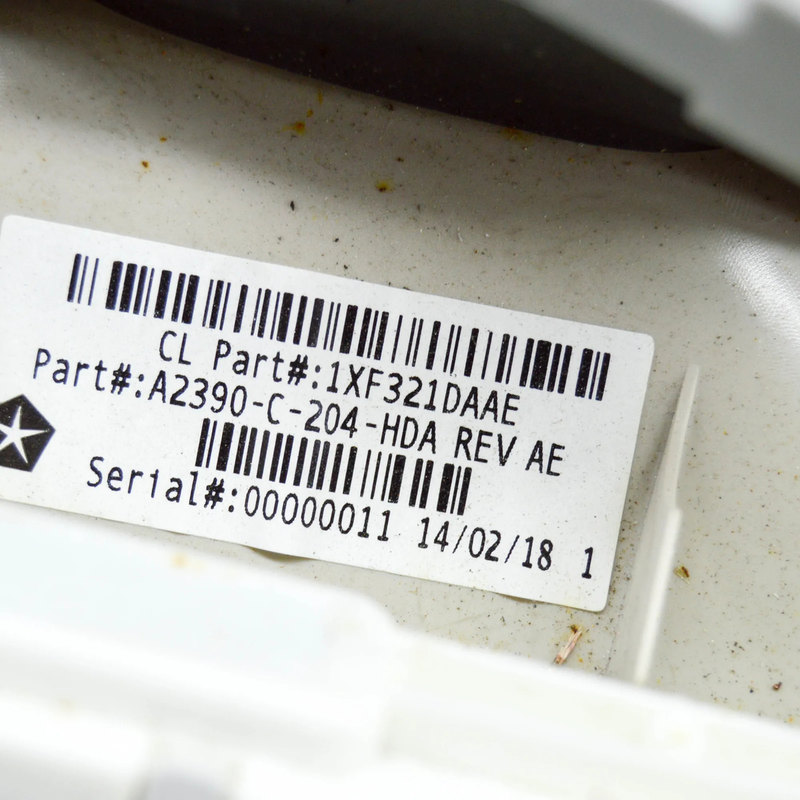 CL Part#:1XF321DAAE
Part#:A2390-C-204-HDA REV AE
Serial#:00000011 14/02/18 1